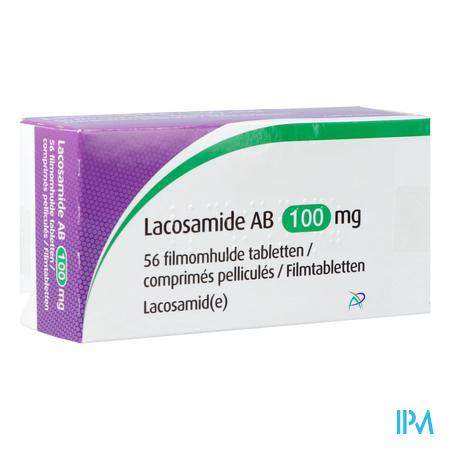 Lacosamide AB 100 mg
56 filmomhulde tabletten /
comprimés pelliculés / Filmtabletten
Lacosamid(e)
Lacosamide AB 100 mg
56 filmomhulde tabletten /
comprimés pelliculés / Filmtabletten
IPM